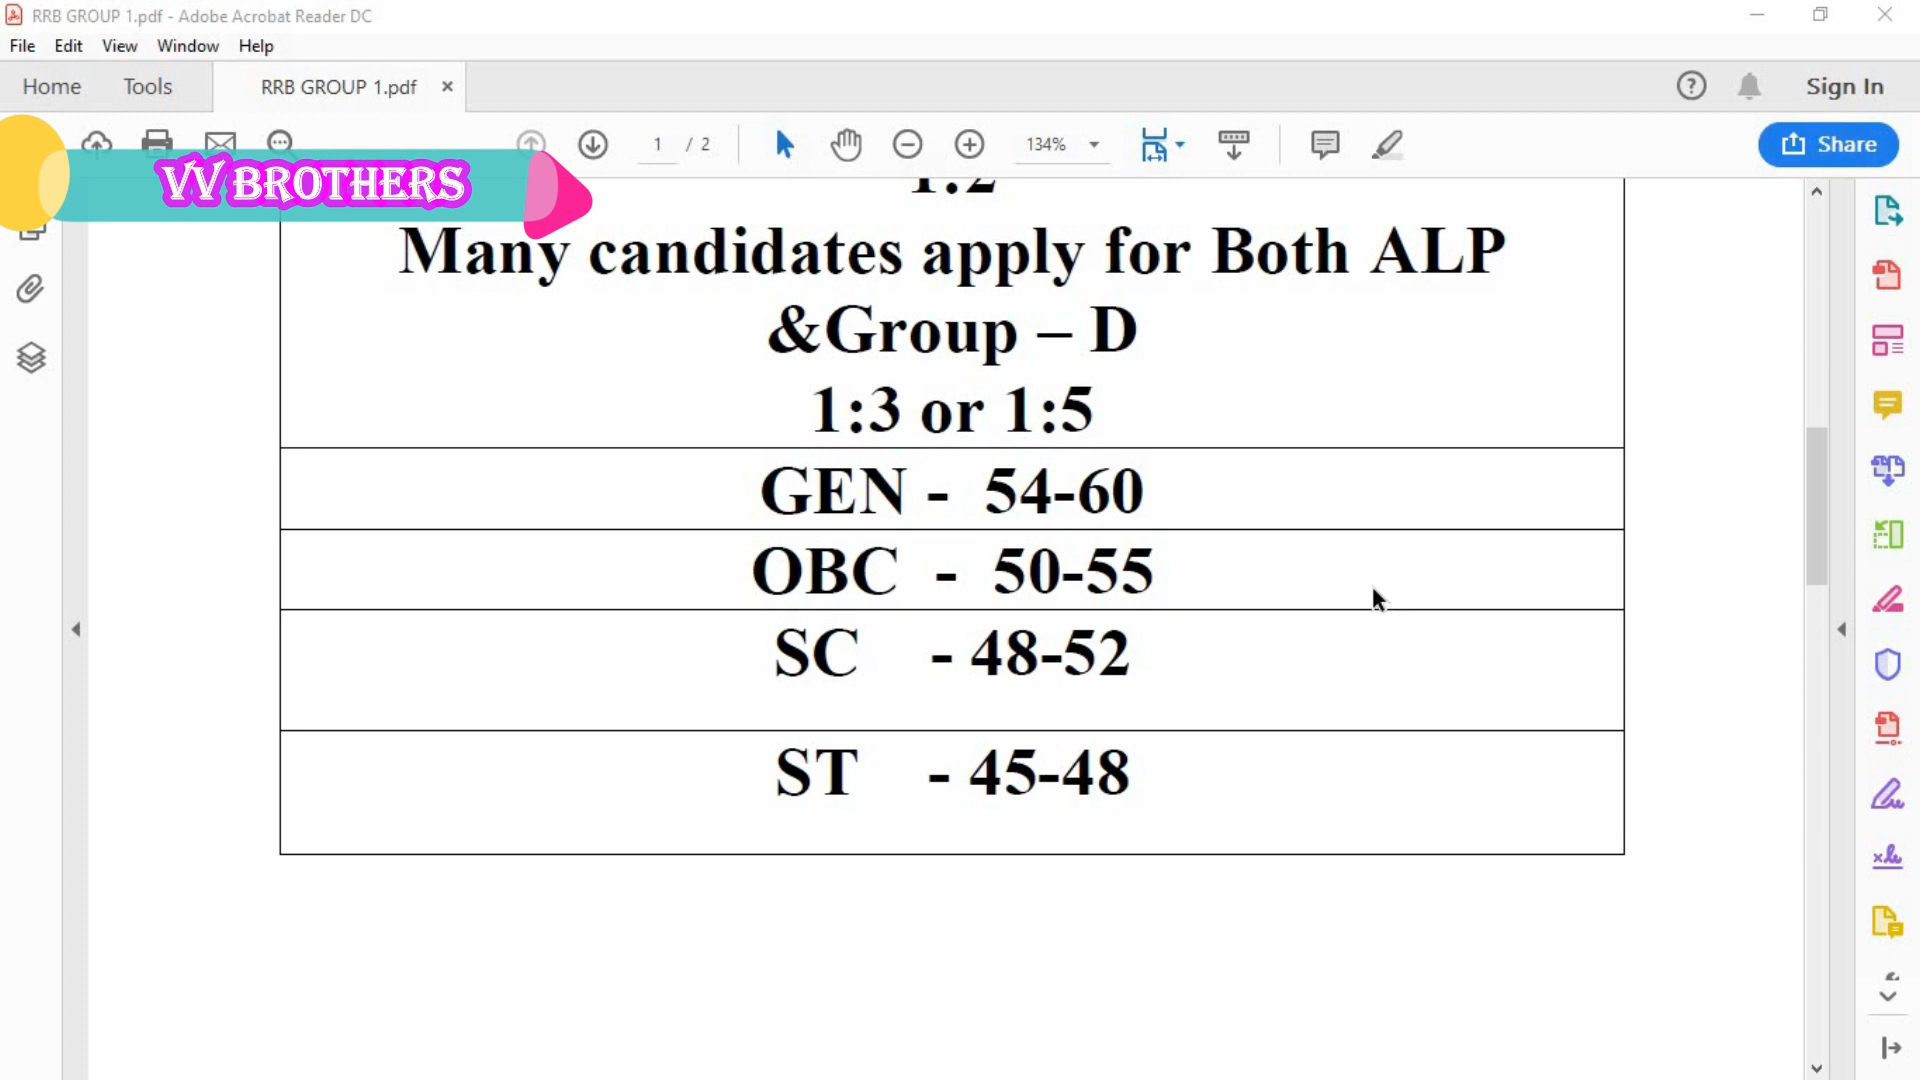 RRB GROUP 1.pdf - Adobe Acrobat Reader DC
File Edit View Window Help
Home Tools RRB GROUP 1.pdf × Sign In
1 / 2 134% Share
VV BROTHERS
1:2
Many candidates apply for Both ALP
&Group – D
1:3 or 1:5
GEN - 54-60
OBC - 50-55
SC - 48-52
ST - 45-48